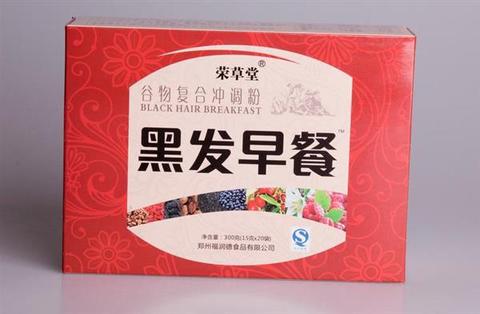 荣草堂®
谷物复合冲调粉
BLACK HAIR BREAKFAST
黑发早餐™
净含量：300克(15克x20袋)
郑州福润德食品有限公司